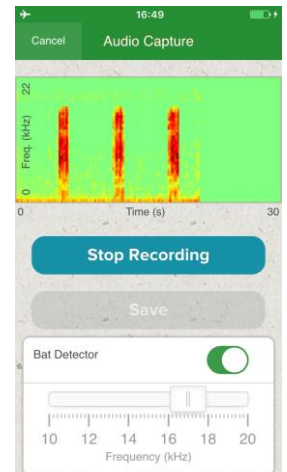 16:49
Cancel Audio Capture
22
Freq. (kHz)
0
0 Time (s) 30
Stop Recording
Save
Bat Detector
10 12 14 16 18 20
Frequency (kHz)